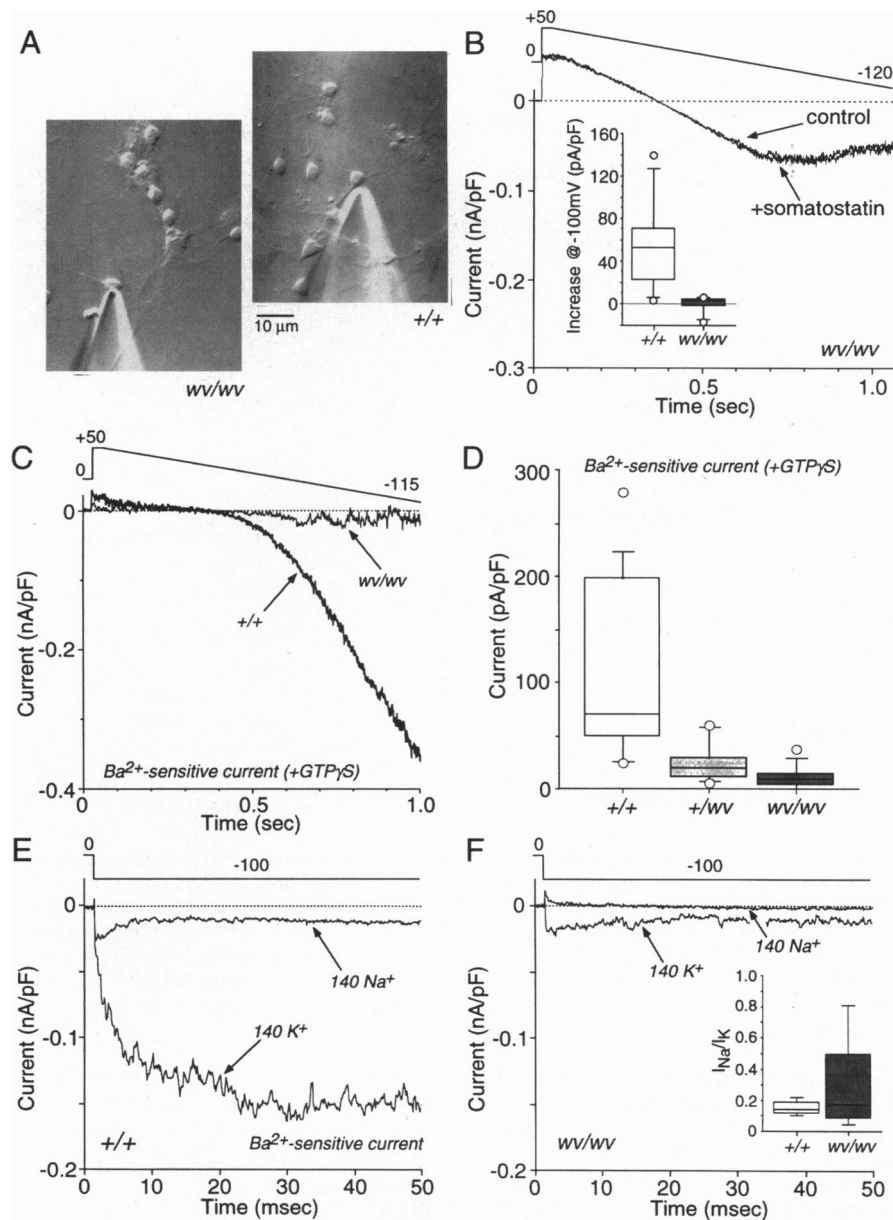 A
wv/wv
10 μm
+/+
B
+50
0
-120
0
-0.1
-0.2
-0.3
Current (nA/pF)
control
+somatostatin
160
120
80
40
0
Increase @-100mV (pA/pF)
+/+
wv/wv
wv/wv
0
0.5
1.0
Time (sec)
C
+50
0
-115
0
-0.2
-0.4
Current (nA/pF)
wv/wv
+/+
Ba2+-sensitive current (+GTPγS)
0
0.5
1.0
Time (sec)
D
Ba2+-sensitive current (+GTPγS)
300
200
100
50
0
Current (pA/pF)
+/+
+/wv
wv/wv
E
0
-100
0
-0.1
-0.2
Current (nA/pF)
140 Na+
140 K+
+/+
Ba2+-sensitive current
0
10
20
30
40
50
Time (msec)
F
0
-100
0
-0.1
-0.2
Current (nA/pF)
140 K+
140 Na+
1.0
0.8
0.6
0.4
0.2
0
INa/IK
+/+
wv/wv
wv/wv
0
10
20
30
40
50
Time (msec)